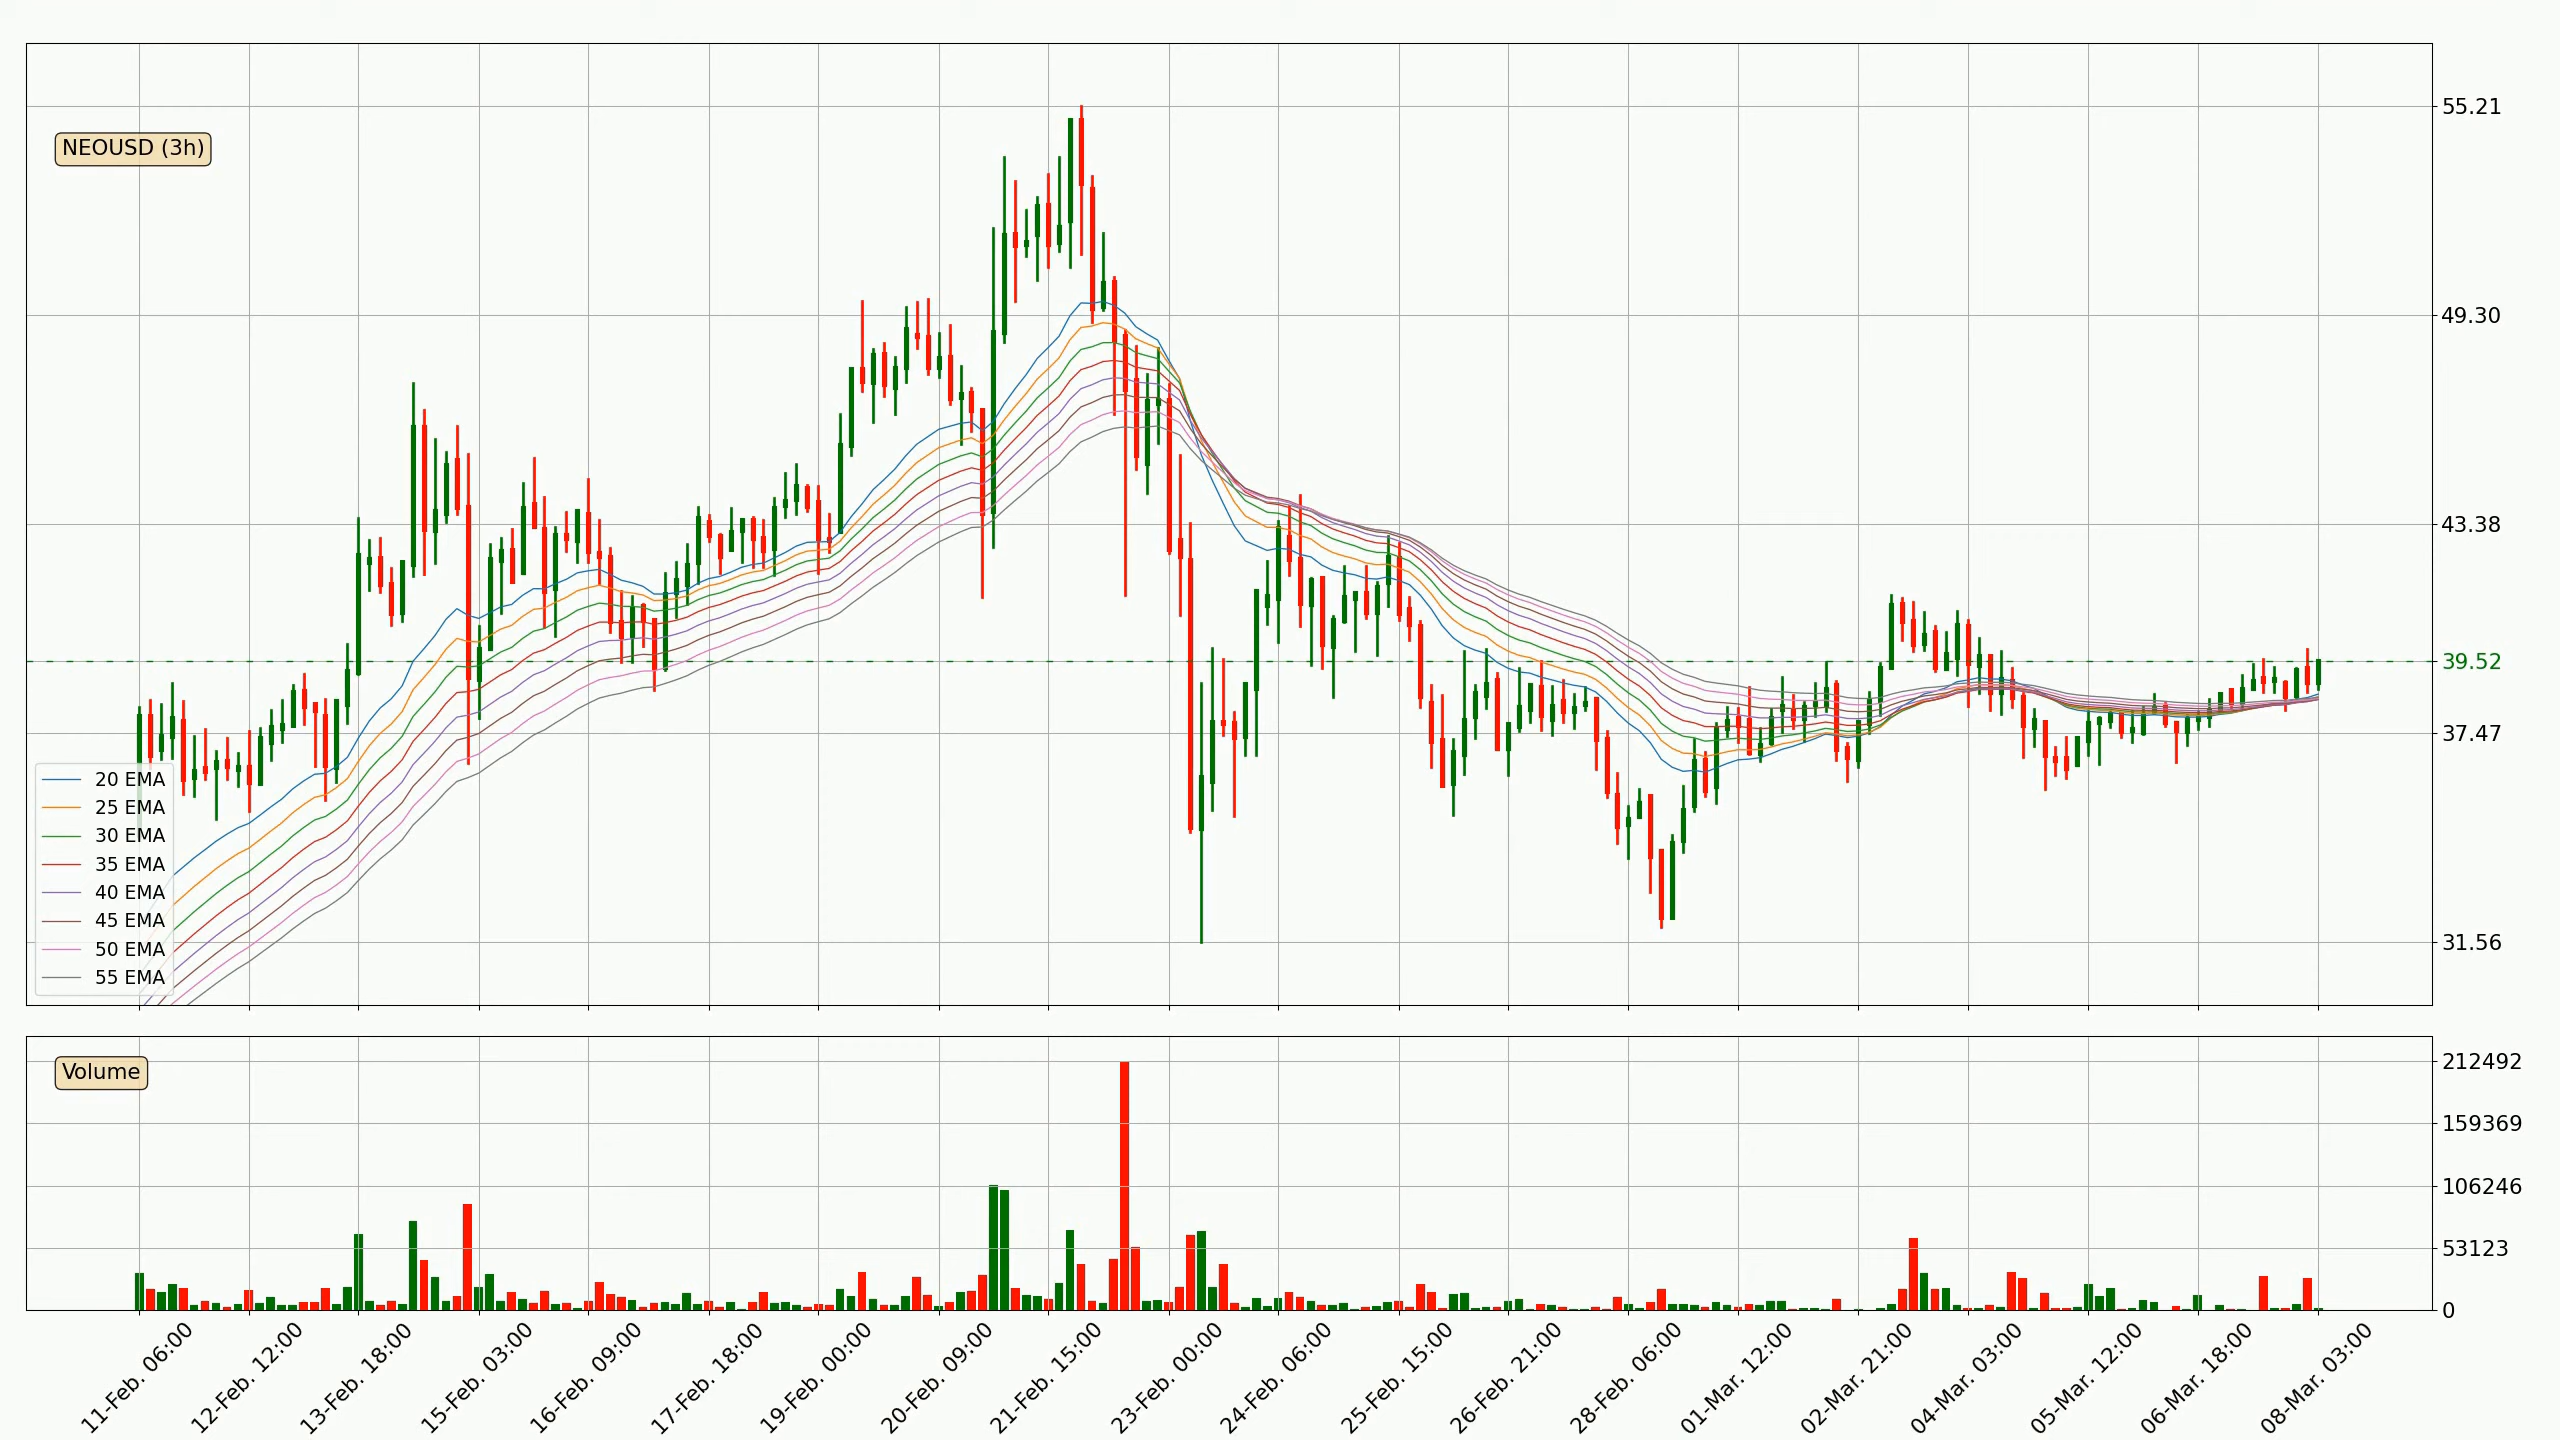 NEOUSD (3h)
55.21
49.30
43.38
39.52
37.47
31.56
20 EMA
25 EMA
30 EMA
35 EMA
40 EMA
45 EMA
50 EMA
55 EMA
Volume
212492
159369
106246
53123
0
11-Feb. 06:00
12-Feb. 12:00
13-Feb. 18:00
15-Feb. 03:00
16-Feb. 09:00
17-Feb. 18:00
19-Feb. 00:00
20-Feb. 09:00
21-Feb. 15:00
23-Feb. 00:00
24-Feb. 06:00
25-Feb. 15:00
26-Feb. 21:00
28-Feb. 06:00
01-Mar. 12:00
02-Mar. 21:00
04-Mar. 03:00
05-Mar. 12:00
06-Mar. 18:00
08-Mar. 03:00